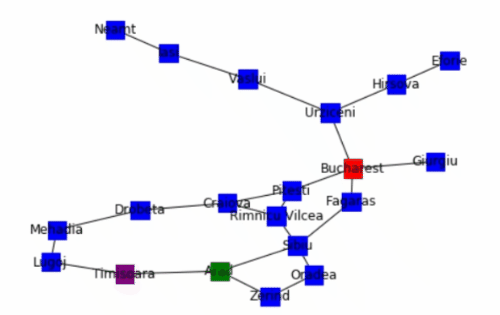 Neamt
Iasi
Eforie
Vaslui
Hirsova
Urziceni
Giurgiu
Bucharest
Pitesti
Fagaras
Craiova
Drobeta
Rimnicu Vilcea
Mehadia
Sibiu
Lugoj
Timisoara
Arad
Oradea
Zerind